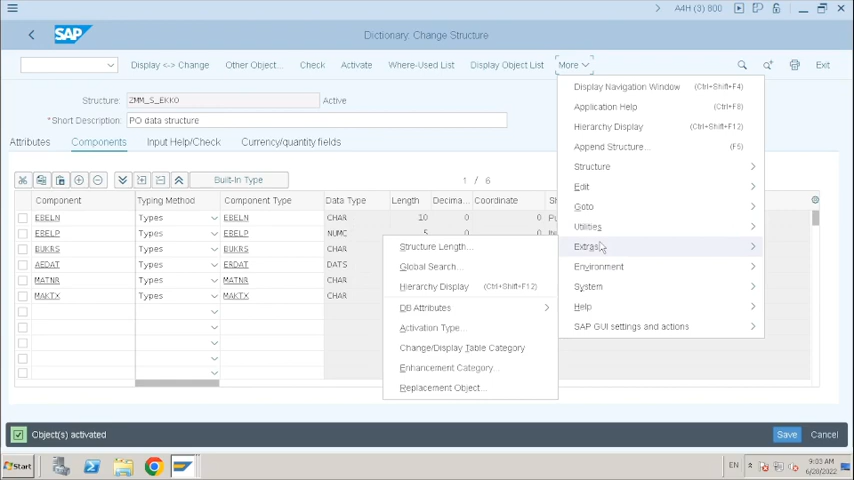 A4H (3) 800
SAP
Dictionary: Change Structure
Display <-> Change Other Object... Check Activate Where-Used List Display Object List More Exit
Structure: ZMM_S_EKKO Active
*Short Description: PO data structure
Attributes Components Input Help/Check Currency/quantity fields
Built-In Type 1 / 6
Component Typing Method Component Type Data Type Length Decima... Coordinate
EBELN Types EBELN CHAR 10 0 0
EBELP Types EBELP NUMC 5 0
BUKRS Types BUKRS CHAR
AEDAT Types ERDAT DATS
MATNR Types MATNR CHAR
MAKTX Types MAKTX CHAR
Display Navigation Window (Ctrl+Shift+F4)
Application Help (Ctrl+F8)
Hierarchy Display (Ctrl+Shift+F12)
Append Structure... (F5)
Structure
Edit
Goto
Utilities
Extras
Environment
System
Help
SAP GUI settings and actions
Structure Length...
Global Search...
Hierarchy Display (Ctrl+Shift+F12)
DB Attributes
Activation Type...
Change/Display Table Category
Enhancement Category...
Replacement Object...
Object(s) activated Save Cancel
Start EN 9:03 AM
6/20/2022